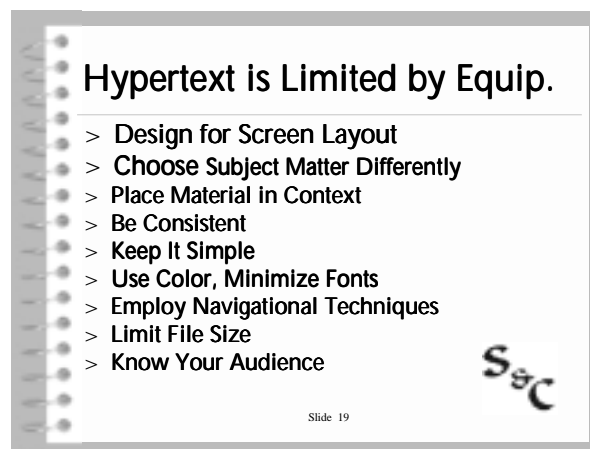 Hypertext is Limited by Equip.
> Design for Screen Layout
> Choose Subject Matter Differently
> Place Material in Context
> Be Consistent
> Keep It Simple
> Use Color, Minimize Fonts
> Employ Navigational Techniques
> Limit File Size
> Know Your Audience
S&C
Slide 19